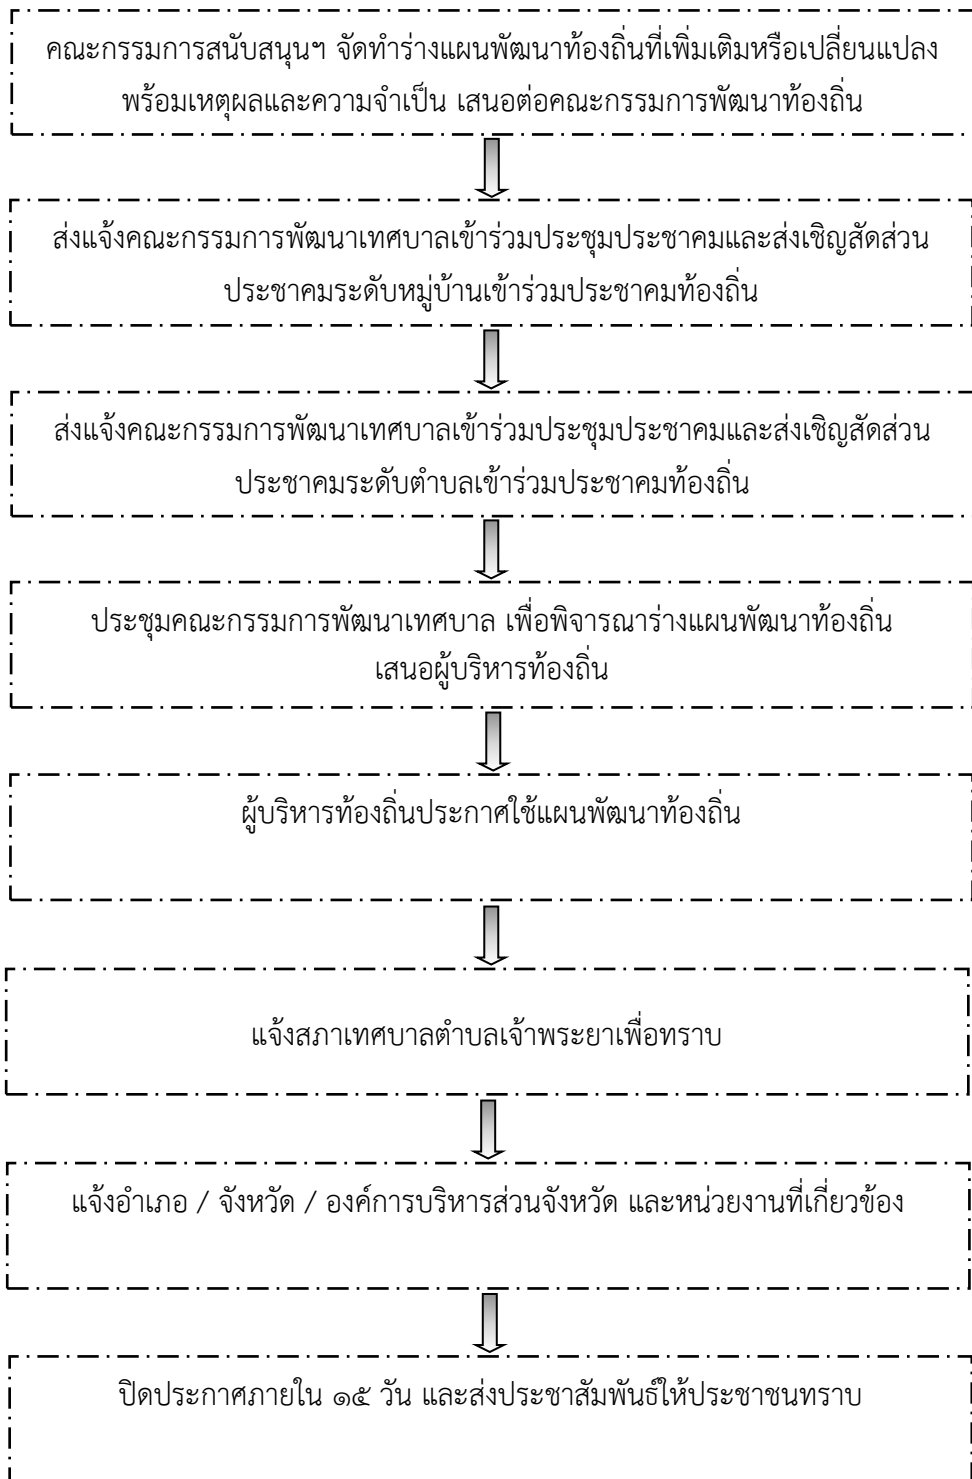 คณะกรรมการสนับสนุนฯ จัดทำร่างแผนพัฒนาท้องถิ่นที่เพิ่มเติมหรือเปลี่ยนแปลง
พร้อมเหตุผลและความจำเป็น เสนอต่อคณะกรรมการพัฒนาท้องถิ่น
ส่งแจ้งคณะกรรมการพัฒนาเทศบาลเข้าร่วมประชุมประชาคมและส่งเชิญสัดส่วน
ประชาคมระดับหมู่บ้านเข้าร่วมประชาคมท้องถิ่น
ส่งแจ้งคณะกรรมการพัฒนาเทศบาลเข้าร่วมประชุมประชาคมและส่งเชิญสัดส่วน
ประชาคมระดับตำบลเข้าร่วมประชาคมท้องถิ่น
ประชุมคณะกรรมการพัฒนาเทศบาล เพื่อพิจารณาร่างแผนพัฒนาท้องถิ่น
เสนอผู้บริหารท้องถิ่น
ผู้บริหารท้องถิ่นประกาศใช้แผนพัฒนาท้องถิ่น
แจ้งสภาเทศบาลตำบลเจ้าพระยาเพื่อทราบ
แจ้งอำเภอ / จังหวัด / องค์การบริหารส่วนจังหวัด และหน่วยงานที่เกี่ยวข้อง
ปิดประกาศภายใน ๑๕ วัน และส่งประชาสัมพันธ์ให้ประชาชนทราบ